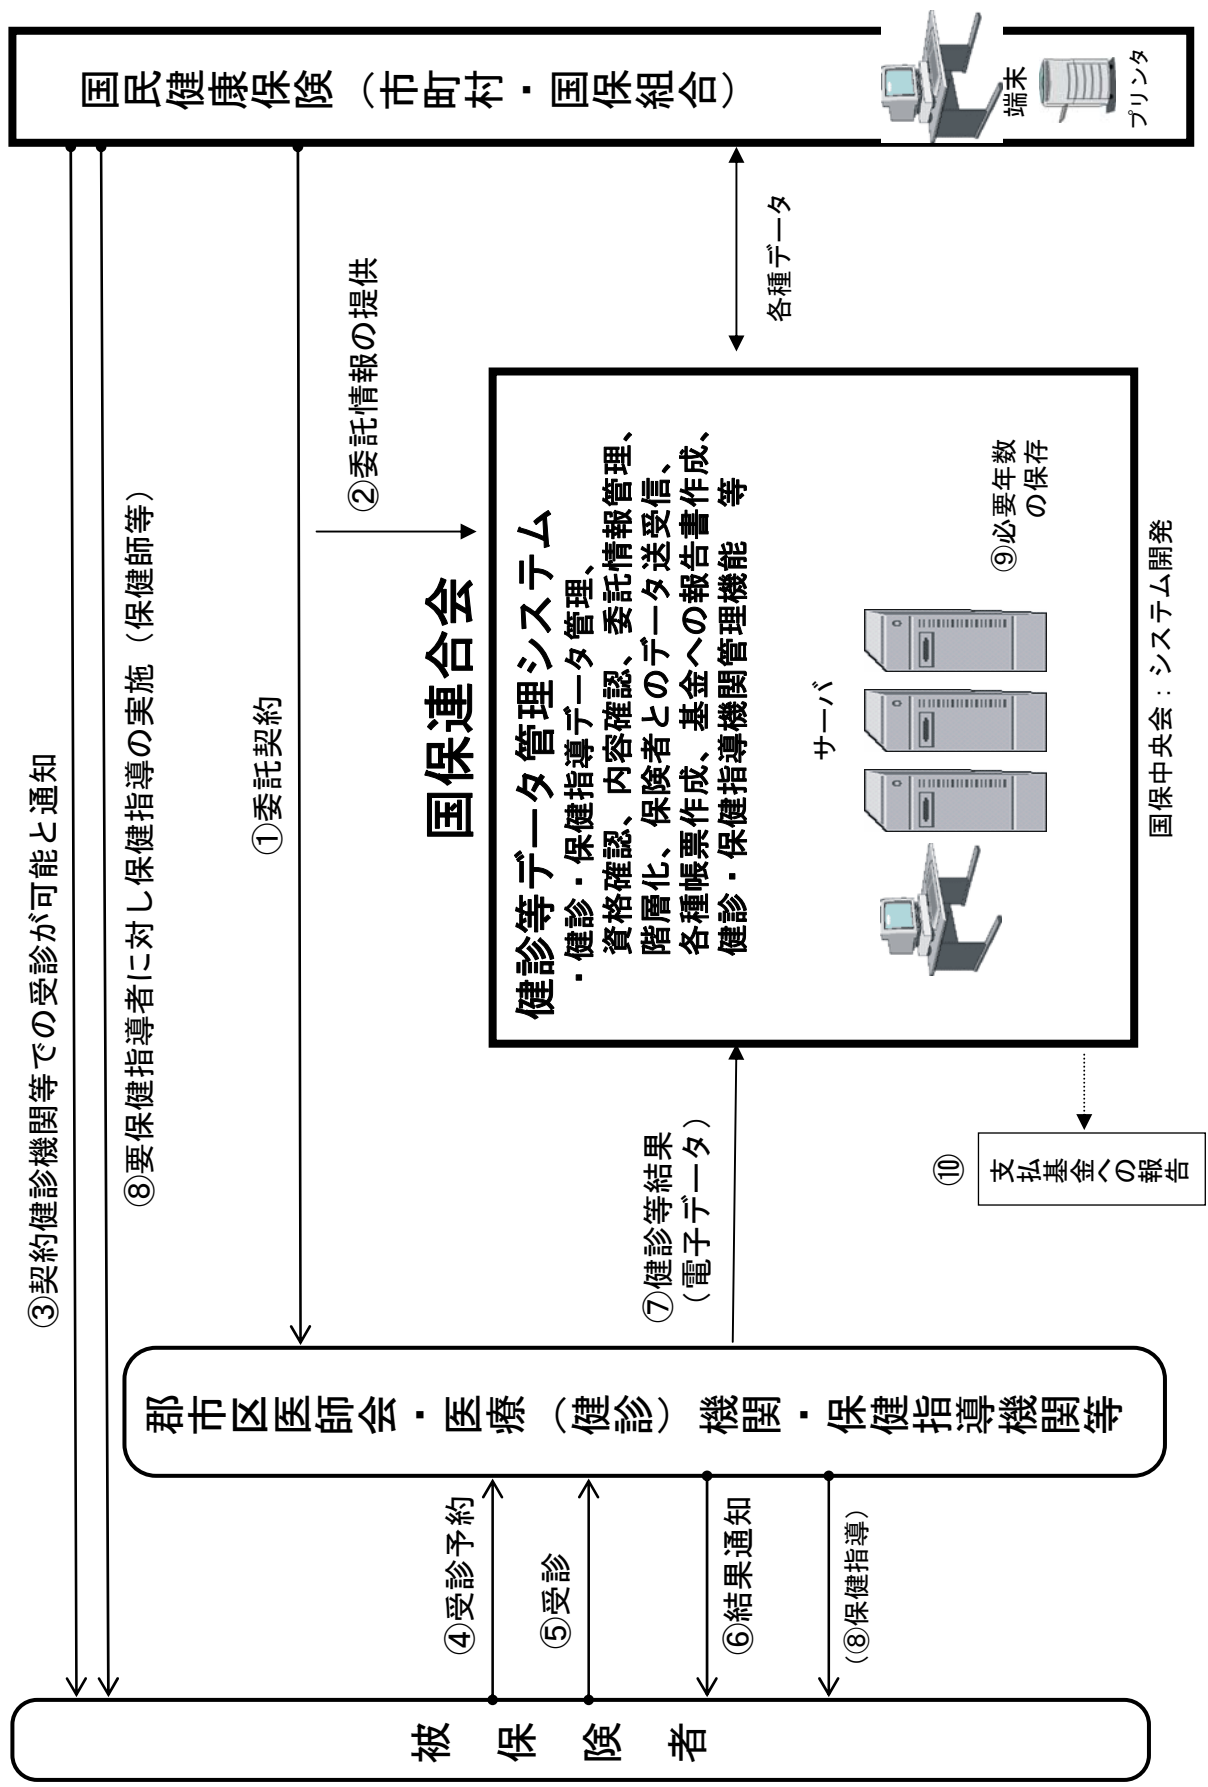 ③契約健診機関等での受診が可能と通知
⑧要保健指導者に対し保健指導の実施（保健師等）
①委託契約
②委託情報の提供
被保険者
④受診予約
⑤受診
⑥結果通知
（⑧保健指導）
郡市区医師会・医療（健診）機関・保健指導機関等
⑦健診等結果
（電子データ）
国保連合会
健診等データ管理システム
・健診・保健指導データ管理、
資格確認、内容確認、委託情報管理、
階層化、保険者とのデータ送受信、
各種帳票作成、基金への報告書作成、
健診・保健指導機関管理機能　等
サーバ
⑨必要年数
の保存
国保中央会：システム開発
各種データ
国民健康保険（市町村・国保組合）
端末
プリンタ
⑩
支払基金への報告